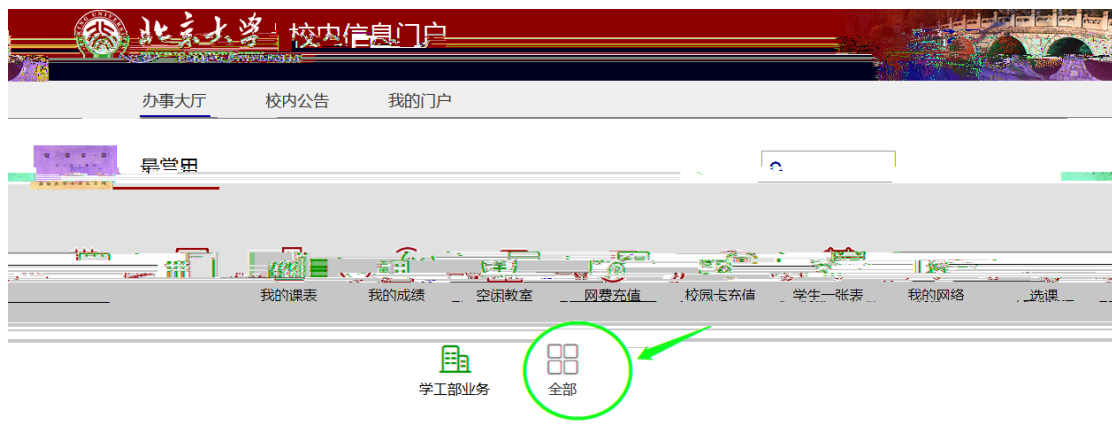 北京大学 校内信息门户
办事大厅 校内公告 我的门户
最常用
我的课表 我的成绩 空闲教室 网费充值 校园卡充值 学生一张表 我的网络 选课
学工部业务 全部